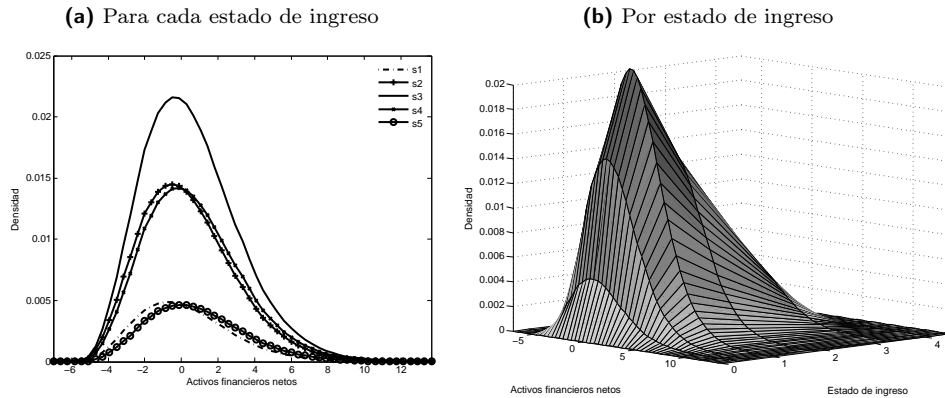 (a) Para cada estado de ingreso
0.025
0.02
0.015
0.01
0.005
0
Densidad
−6 −4 −2 0 2 4 6 8 10 12
Activos financieros netos
s1
s2
s3
s4
s5
(b) Por estado de ingreso
0.02
0.018
0.016
0.014
0.012
0.01
0.008
0.006
0.004
0.002
0
Densidad
−5 0 5 10
0 1 2 3 4
Activos financieros netos
Estado de ingreso